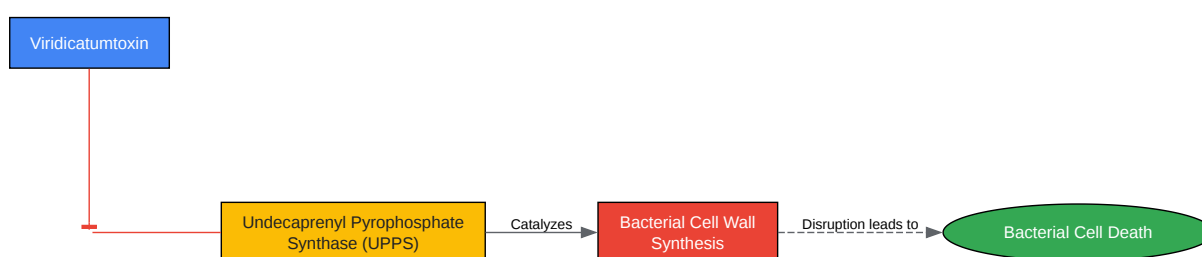 Viridicatumtoxin
Undecaprenyl Pyrophosphate
Synthase (UPPS)
Catalyzes
Bacterial Cell Wall
Synthesis
Disruption leads to
Bacterial Cell Death